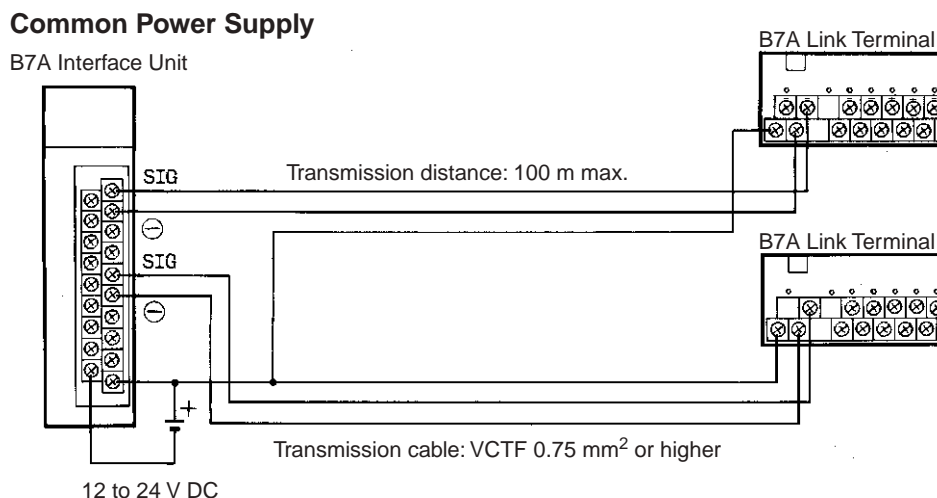 Common Power Supply
B7A Interface Unit
B7A Link Terminal
SIG
Transmission distance: 100 m max.
⊖
SIG
B7A Link Terminal
⊖
+
Transmission cable: VCTF 0.75 mm² or higher
12 to 24 V DC